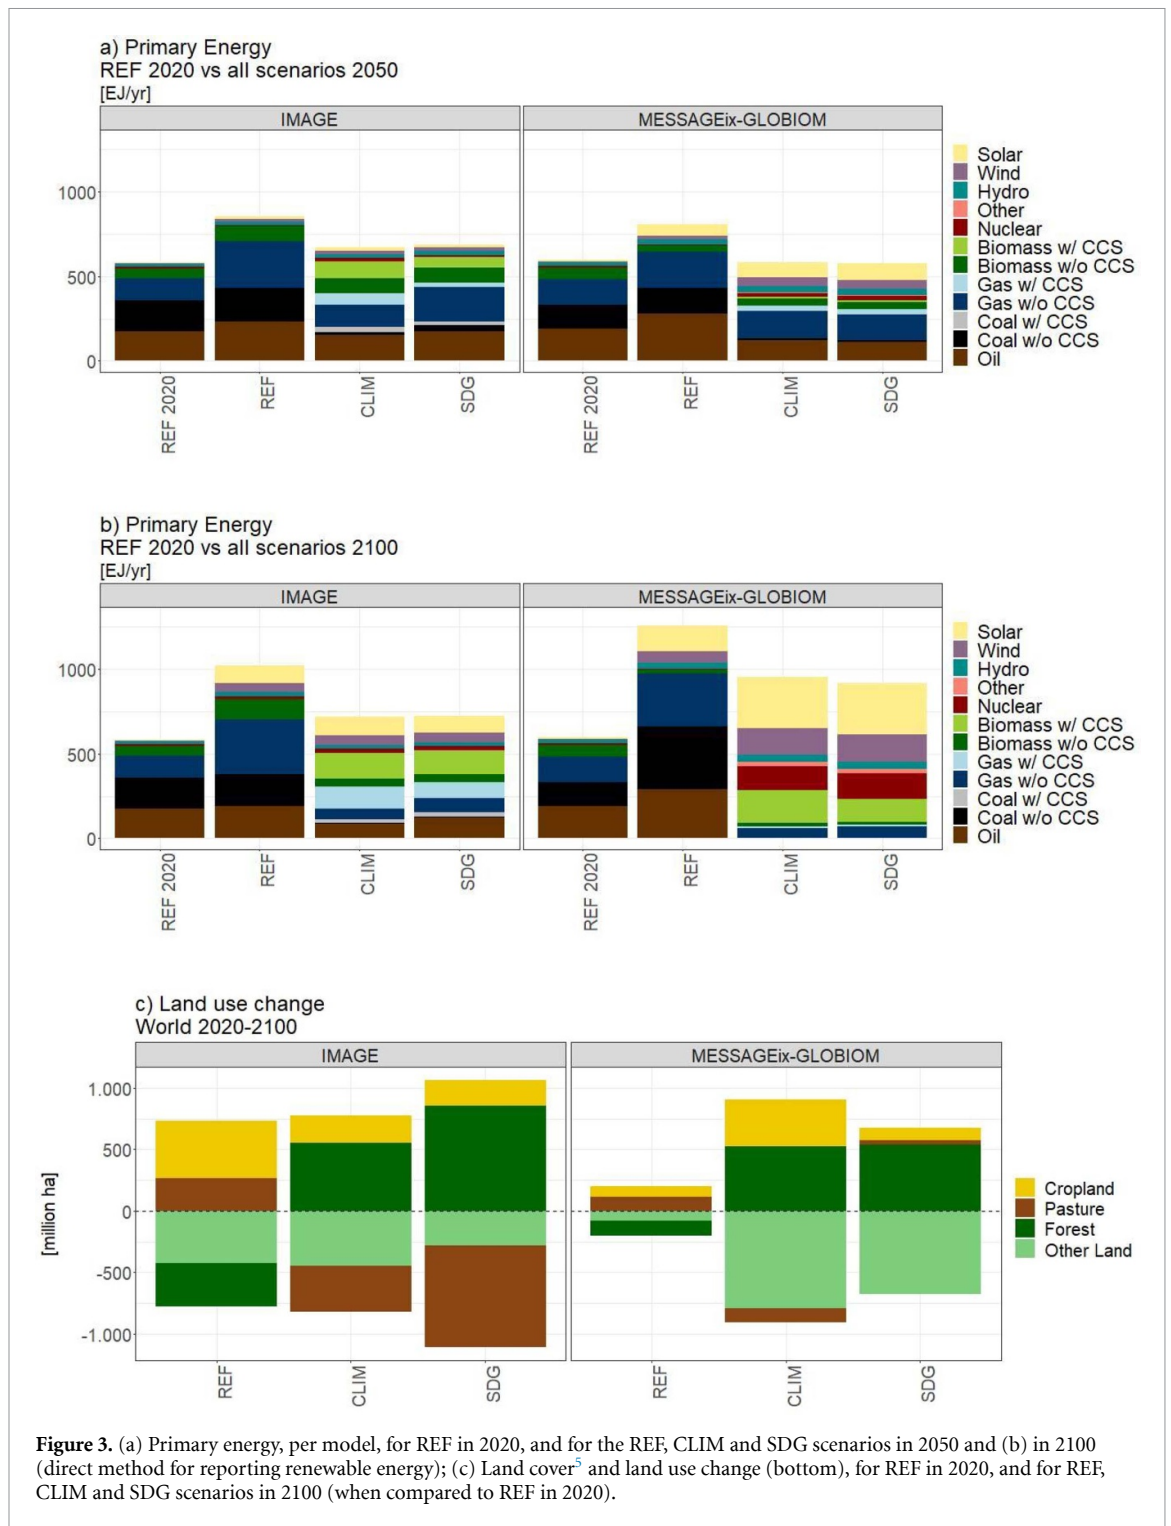 a) Primary Energy
REF 2020 vs all scenarios 2050
[EJ/yr]
IMAGE
MESSAGEix-GLOBIOM
1000
500
0
REF 2020
REF
CLIM
SDG
REF 2020
REF
CLIM
SDG
Solar
Wind
Hydro
Other
Nuclear
Biomass w/ CCS
Biomass w/o CCS
Gas w/ CCS
Gas w/o CCS
Coal w/ CCS
Coal w/o CCS
Oil
b) Primary Energy
REF 2020 vs all scenarios 2100
[EJ/yr]
IMAGE
MESSAGEix-GLOBIOM
1000
500
0
REF 2020
REF
CLIM
SDG
REF 2020
REF
CLIM
SDG
Solar
Wind
Hydro
Other
Nuclear
Biomass w/ CCS
Biomass w/o CCS
Gas w/ CCS
Gas w/o CCS
Coal w/ CCS
Coal w/o CCS
Oil
c) Land use change
World 2020-2100
IMAGE
MESSAGEix-GLOBIOM
[million ha]
1.000
500
0
-500
-1.000
REF
CLIM
SDG
REF
CLIM
SDG
Cropland
Pasture
Forest
Other Land
Figure 3. (a) Primary energy, per model, for REF in 2020, and for the REF, CLIM and SDG scenarios in 2050 and (b) in 2100
(direct method for reporting renewable energy); (c) Land cover⁵ and land use change (bottom), for REF in 2020, and for REF,
CLIM and SDG scenarios in 2100 (when compared to REF in 2020).